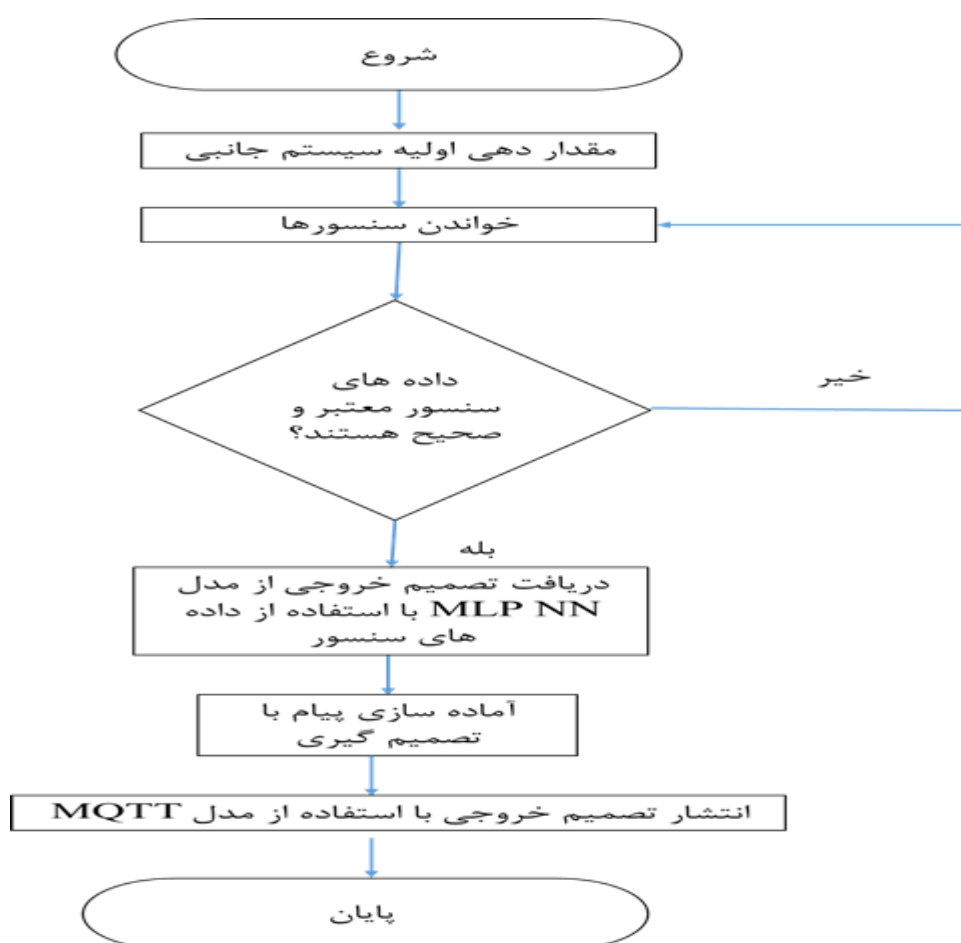 شروع
مقدار دهی اولیه سیستم جانبی
خواندن سنسورها
داده های
سنسور معتبر و
صحیح هستند؟
خیر
بله
دریافت تصمیم خروجی از مدل
MLP NN با استفاده از داده
های سنسور
آماده سازی پیام با
تصمیم گیری
انتشار تصمیم خروجی با استفاده از مدل MQTT
پایان